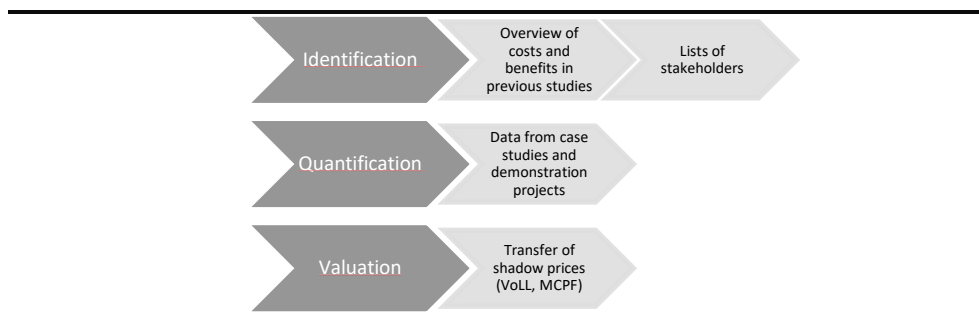 Identification
Overview of
costs and
benefits in
previous studies
Lists of
stakeholders
Quantification
Data from case
studies and
demonstration
projects
Valuation
Transfer of
shadow prices
(VoLL, MCPF)